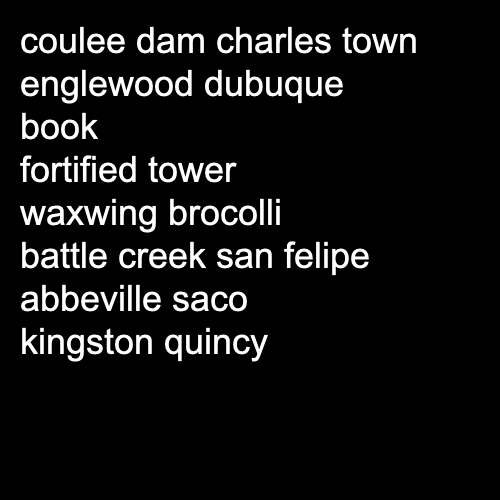 coulee dam charles town
englewood dubuque
book
fortified tower
waxwing brocolli
battle creek san felipe
abbeville saco
kingston quincy